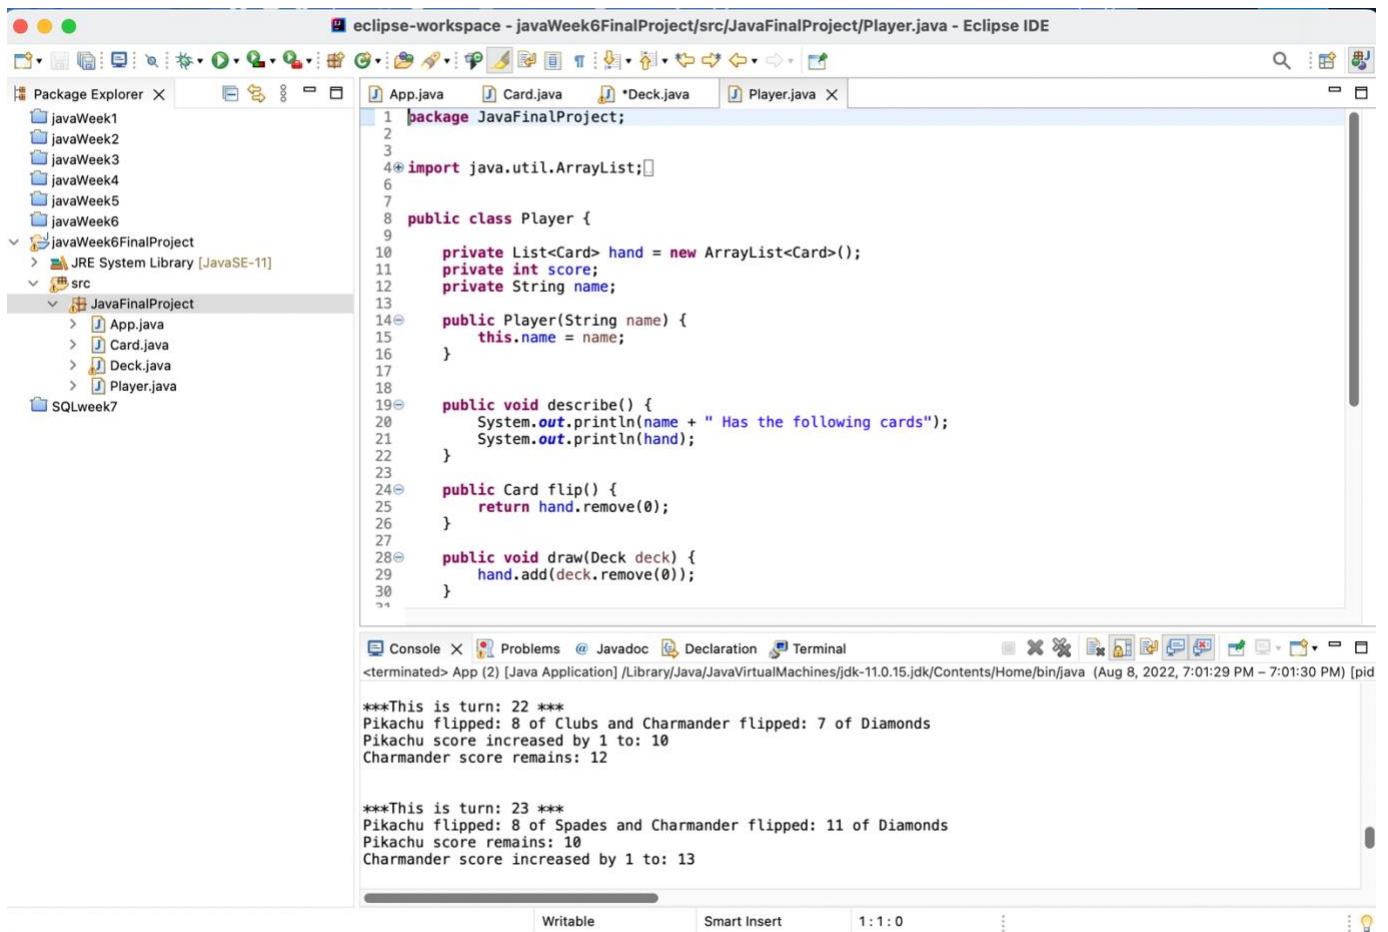 eclipse-workspace - javaWeek6FinalProject/src/JavaFinalProject/Player.java - Eclipse IDE
Package Explorer
javaWeek1
javaWeek2
javaWeek3
javaWeek4
javaWeek5
javaWeek6
javaWeek6FinalProject
JRE System Library [JavaSE-11]
src
JavaFinalProject
App.java
Card.java
Deck.java
Player.java
SQLweek7
App.java Card.java *Deck.java Player.java
1 package JavaFinalProject;
2
3
4 import java.util.ArrayList;
6
7
8 public class Player {
9
10 private List<Card> hand = new ArrayList<Card>();
11 private int score;
12 private String name;
13
14 public Player(String name) {
15 this.name = name;
16 }
17
18
19 public void describe() {
20 System.out.println(name + " Has the following cards");
21 System.out.println(hand);
22 }
23
24 public Card flip() {
25 return hand.remove(0);
26 }
27
28 public void draw(Deck deck) {
29 hand.add(deck.remove(0));
30 }
31
Console Problems @ Javadoc Declaration Terminal
<terminated> App (2) [Java Application] /Library/Java/JavaVirtualMachines/jdk-11.0.15.jdk/Contents/Home/bin/java (Aug 8, 2022, 7:01:29 PM – 7:01:30 PM) [pid
***This is turn: 22 ***
Pikachu flipped: 8 of Clubs and Charmander flipped: 7 of Diamonds
Pikachu score increased by 1 to: 10
Charmander score remains: 12
***This is turn: 23 ***
Pikachu flipped: 8 of Spades and Charmander flipped: 11 of Diamonds
Pikachu score remains: 10
Charmander score increased by 1 to: 13
Writable Smart Insert 1:1:0